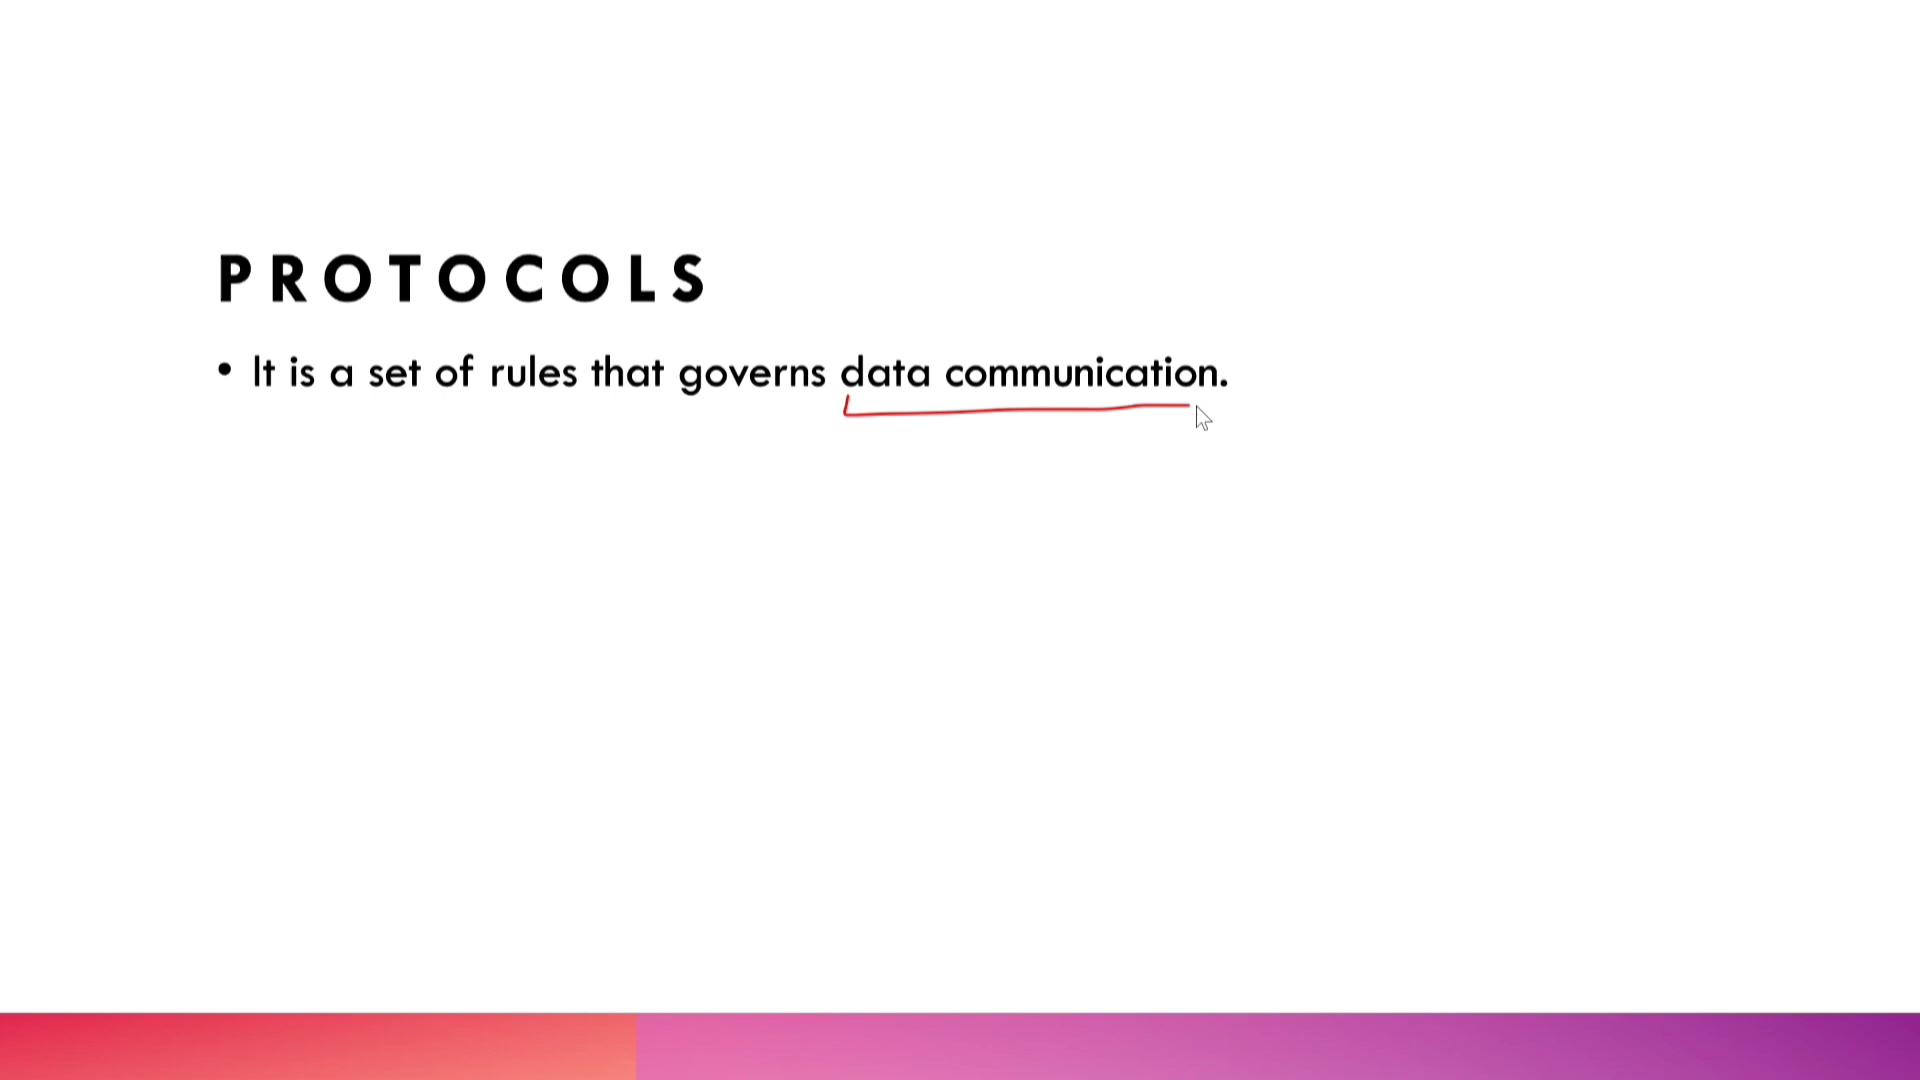 PROTOCOLS
• It is a set of rules that governs data communication.